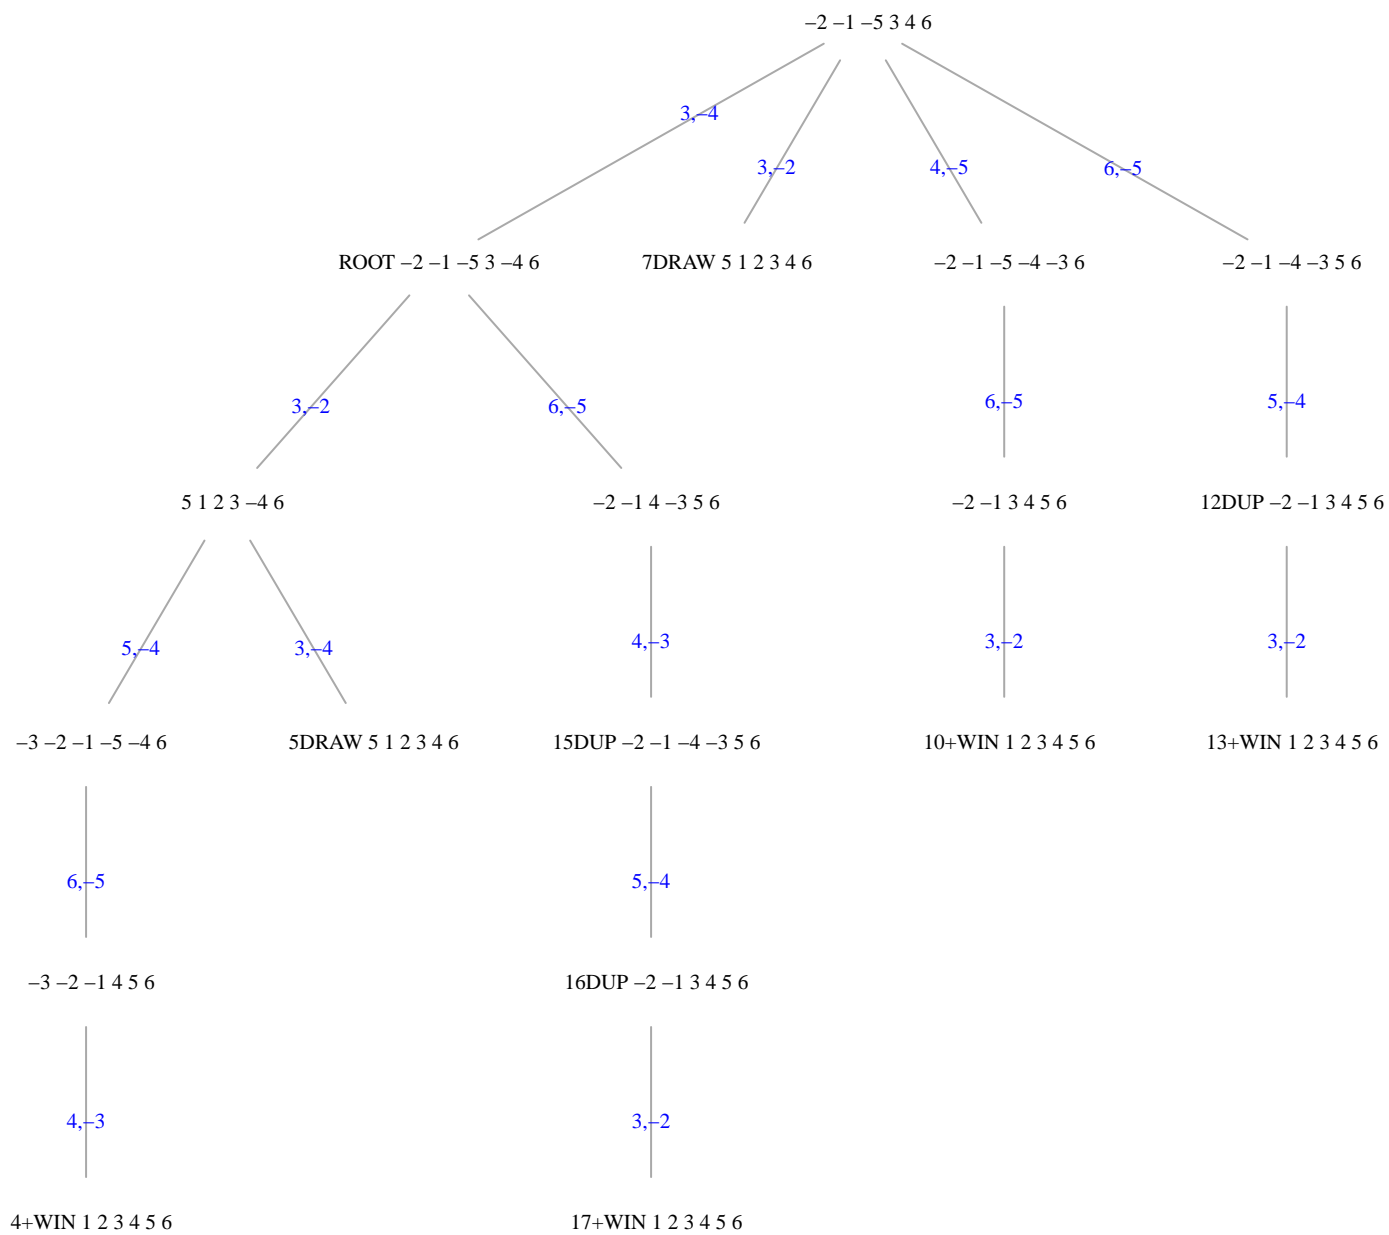 –2 –1 –5 3 4 6
3,–4
3,–2
4,–5
6,–5
ROOT –2 –1 –5 3 –4 6
7DRAW 5 1 2 3 4 6
–2 –1 –5 –4 –3 6
–2 –1 –4 –3 5 6
3,–2
6,–5
6,–5
5,–4
5 1 2 3 –4 6
–2 –1 4 –3 5 6
–2 –1 3 4 5 6
12DUP –2 –1 3 4 5 6
5,–4
3,–4
4,–3
3,–2
3,–2
–3 –2 –1 –5 –4 6
5DRAW 5 1 2 3 4 6
15DUP –2 –1 –4 –3 5 6
10+WIN 1 2 3 4 5 6
13+WIN 1 2 3 4 5 6
6,–5
5,–4
–3 –2 –1 4 5 6
16DUP –2 –1 3 4 5 6
4,–3
3,–2
4+WIN 1 2 3 4 5 6
17+WIN 1 2 3 4 5 6